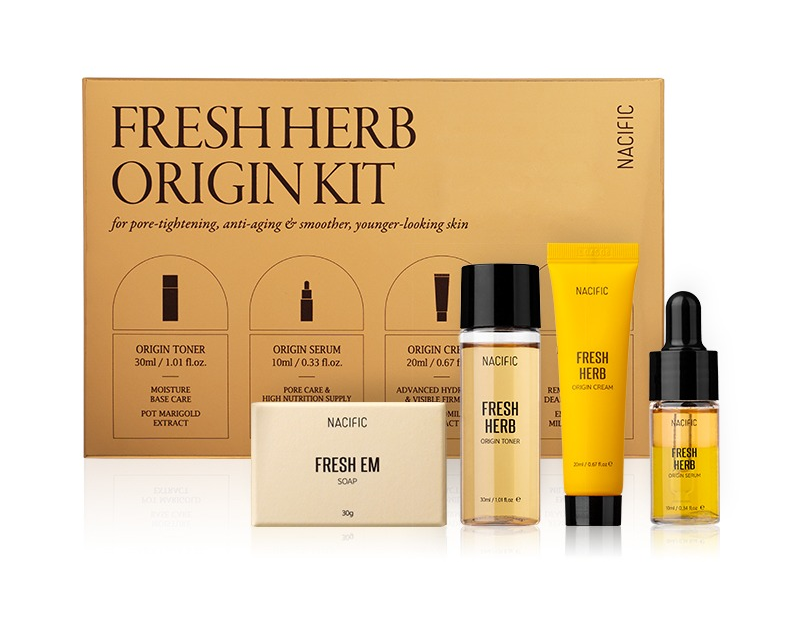 FRESH HERB
ORIGIN KIT
for pore-tightening, anti-aging & smoother, younger-looking skin
NACIFIC
ORIGIN TONER
30ml / 1.01 fl.oz.
MOISTURE
BASE CARE
POT MARIGOLD
EXTRACT
ORIGIN SERUM
10ml / 0.33 fl.oz.
PORE CARE &
HIGH NUTRITION SUPPLY
ORIGIN
20ml / 0.67
ADVANCED
& VISIBLE
NACIFIC
FRESH EM
SOAP
30g
NACIFIC
FRESH
HERB
ORIGIN TONER
30ml / 1.01 fl.oz. e
NACIFIC
FRESH
HERB
ORIGIN CREAM
20ml / 0.67 fl.oz e
NACIFIC
FRESH
HERB
ORIGIN SERUM
10ml / 0.34 fl.oz e